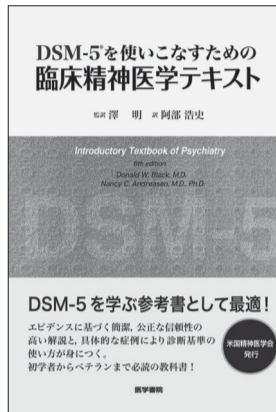 DSM-5®を使いこなすための
臨床精神医学テキスト
監訳 澤 明 訳 阿部浩史
Introductory Textbook of Psychiatry
6th edition
Donald W. Black, M.D.
Nancy C. Andreasen, M.D., Ph.D.
DSM-5
DSM-5 を学ぶ参考書として最適！
エビデンスに基づく簡潔，公正な信頼性の
高い解説と，具体的な症例により診断基準の
使い方が身につく。
初学者からベテランまで必読の教科書！
米国精神医学会
発行
医学書院